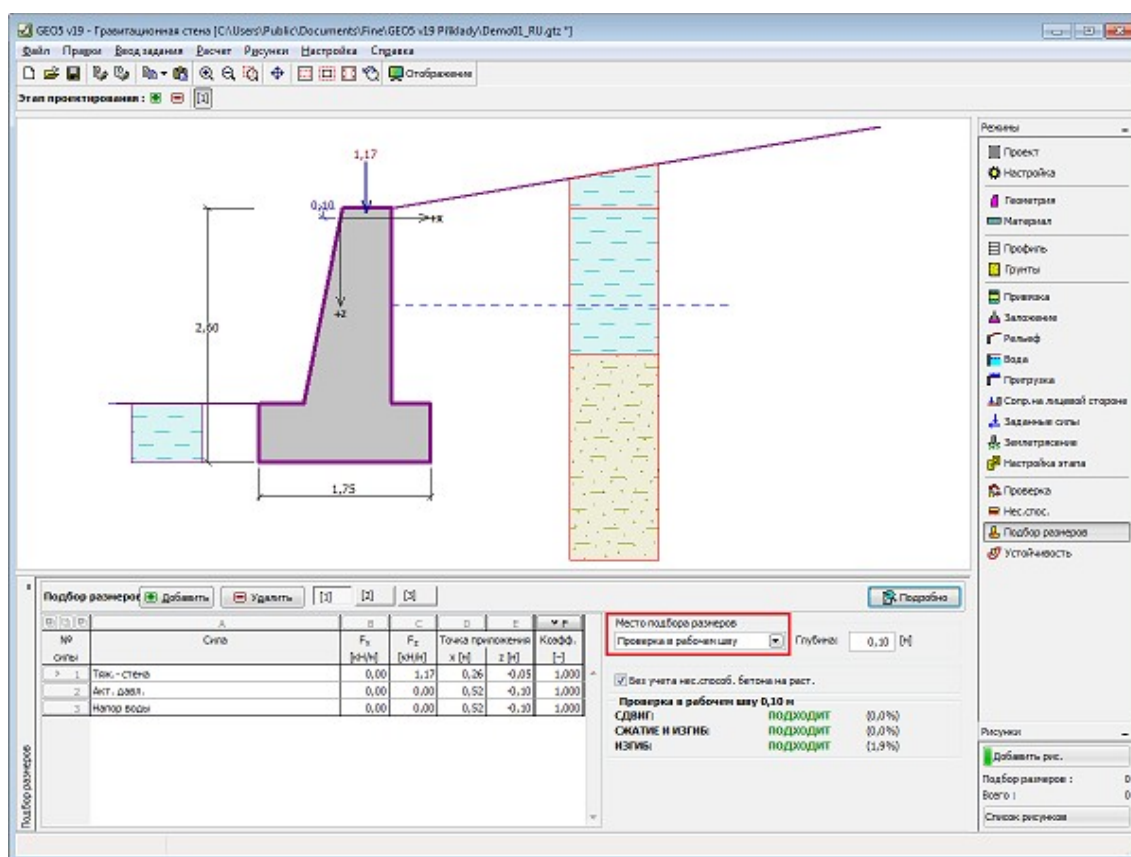 GEO5 v19 - Гравитационная стена [C:\Users\Public\Documents\Fine\GEO5 v19 Příklady\Demo01_RU.gtz *]
Файл Правка Ввод задания Расчет Рисунки Настройка Справка
Отображение
Этап проектирования : [1]
1,17
0,10
+x
+z
2,60
1,75
Режимы
Проект
Настройка
Геометрия
Материал
Профиль
Грунты
Привязка
Заложение
Рельеф
Вода
Пригрузка
Сопр.на лицевой стороне
Заданные силы
Землетрясение
Настройка этапа
Проверка
Нес.спос.
Подбор размеров
Устойчивость
Подбор размеров
Добавить Удалить [1] [2] [3] Подробно
A B C D E F
№ Сила Fx Fz Точка приложения Коэфф.
силы [кН/м] [кН/м] x [м] z [м] [-]
1 Тяж.-стена 0,00 1,17 0,26 -0,05 1,000
2 Акт. давл. 0,00 0,00 0,52 -0,10 1,000
3 Напор воды 0,00 0,00 0,52 -0,10 1,000
Место подбора размеров
Проверка в рабочем шву Глубина: 0,10 [м]
Без учета нес.способ. бетона на раст.
Проверка в рабочем шву 0,10 м
СДВИГ: ПОДХОДИТ (0,0%)
СЖАТИЕ И ИЗГИБ: ПОДХОДИТ (0,0%)
ИЗГИБ: ПОДХОДИТ (1,9%)
Рисунки
Добавить рис.
Подбор размеров : 0
Всего : 0
Список рисунков
Подбор размеров